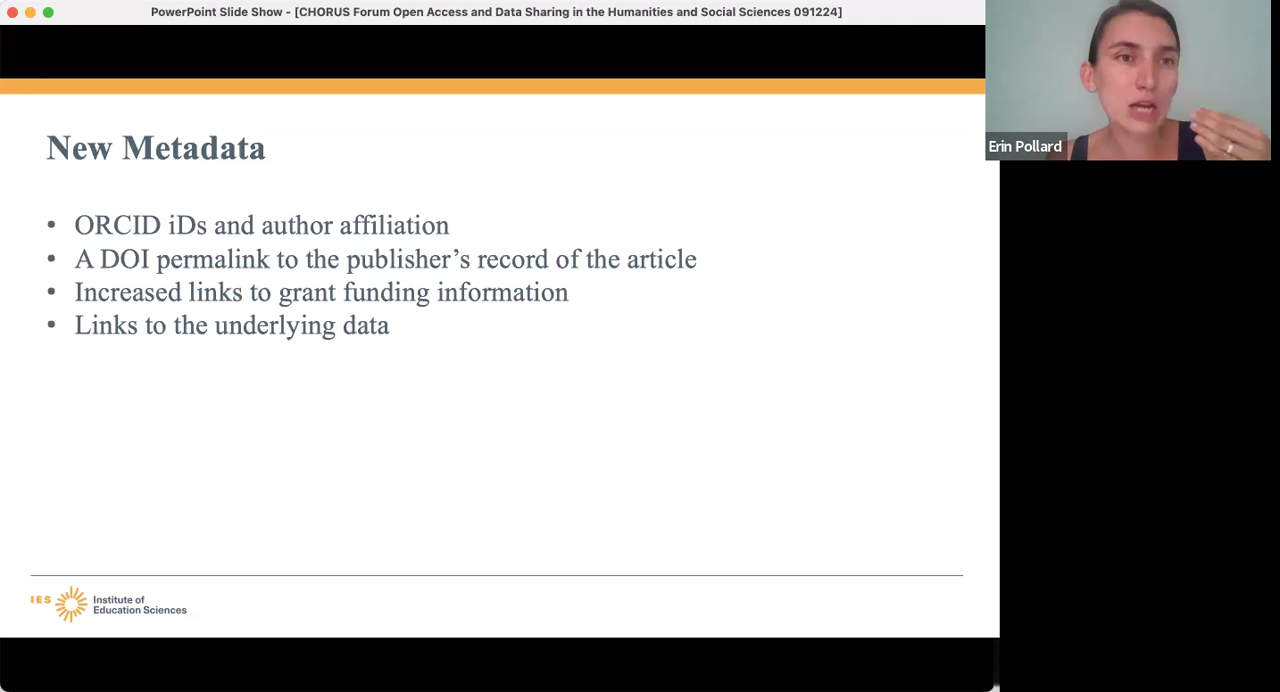 PowerPoint Slide Show - [CHORUS Forum Open Access and Data Sharing in the Humanities and Social Sciences 091224]
Erin Pollard
New Metadata
• ORCID iDs and author affiliation
• A DOI permalink to the publisher’s record of the article
• Increased links to grant funding information
• Links to the underlying data
IES
Institute of
Education Sciences